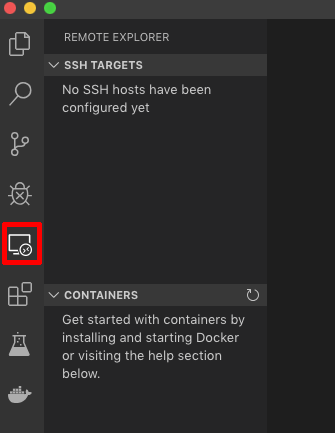 REMOTE EXPLORER
SSH TARGETS
No SSH hosts have been
configured yet
CONTAINERS
Get started with containers by
installing and starting Docker
or visiting the help section
below.